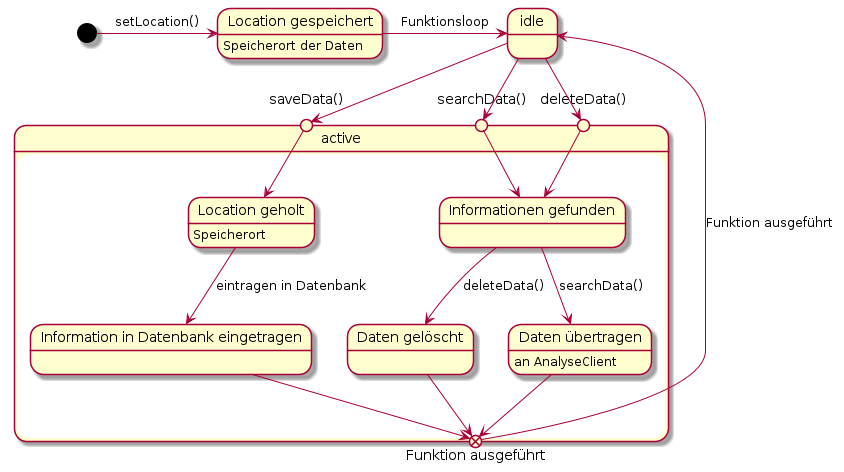 setLocation()
Location gespeichert
Speicherort der Daten
Funktionsloop
idle
saveData()
searchData()
deleteData()
active
Location geholt
Speicherort
Informationen gefunden
Funktion ausgeführt
eintragen in Datenbank
deleteData()
searchData()
Information in Datenbank eingetragen
Daten gelöscht
Daten übertragen
an AnalyseClient
Funktion ausgeführt